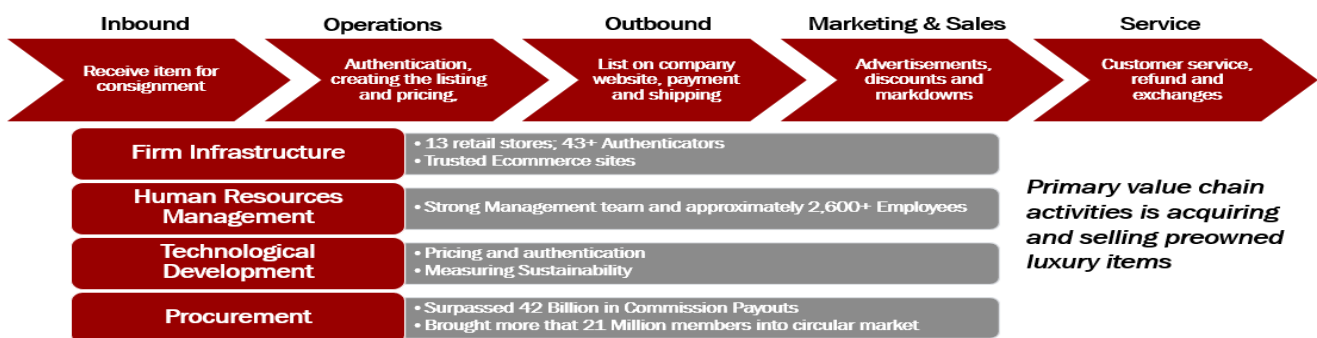 Inbound
Operations
Outbound
Marketing & Sales
Service
Receive item for
consignment
Authentication,
creating the listing
and pricing,
List on company
website, payment
and shipping
Advertisements,
discounts and
markdowns
Customer service,
refund and
exchanges
Firm Infrastructure
• 13 retail stores; 43+ Authenticators
• Trusted Ecommerce sites
Human Resources
Management
• Strong Management team and approximately 2,600+ Employees
Technological
Development
• Pricing and authentication
• Measuring Sustainability
Procurement
• Surpassed 42 Billion in Commission Payouts
• Brought more that 21 Million members into circular market
Primary value chain
activities is acquiring
and selling preowned
luxury items